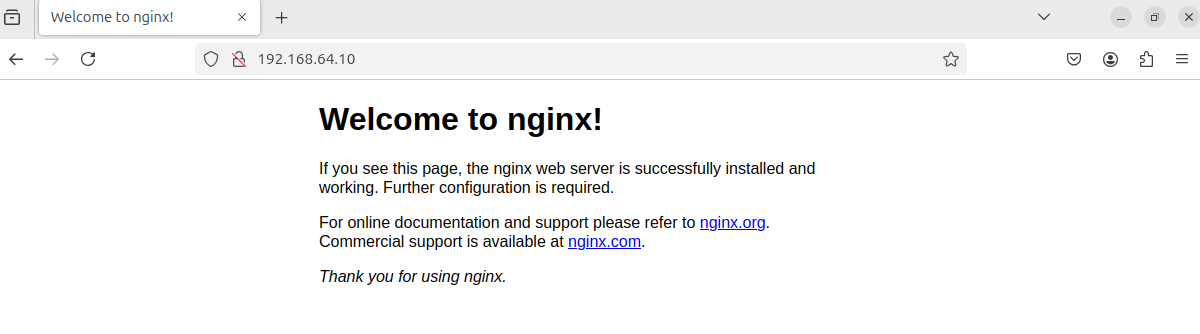 Welcome to nginx!
192.168.64.10
Welcome to nginx!
If you see this page, the nginx web server is successfully installed and
working. Further configuration is required.
For online documentation and support please refer to nginx.org.
Commercial support is available at nginx.com.
Thank you for using nginx.